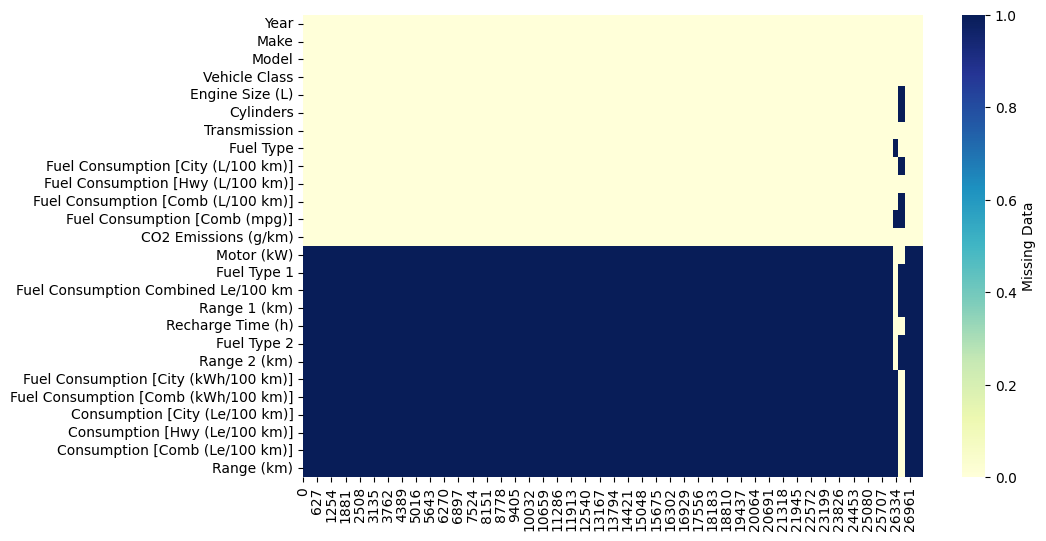 Year
Make
Model
Vehicle Class
Engine Size (L)
Cylinders
Transmission
Fuel Type
Fuel Consumption [City (L/100 km)]
Fuel Consumption [Hwy (L/100 km)]
Fuel Consumption [Comb (L/100 km)]
Fuel Consumption [Comb (mpg)]
CO2 Emissions (g/km)
Motor (kW)
Fuel Type 1
Fuel Consumption Combined Le/100 km
Range 1 (km)
Recharge Time (h)
Fuel Type 2
Range 2 (km)
Fuel Consumption [City (kWh/100 km)]
Fuel Consumption [Comb (kWh/100 km)]
Consumption [City (Le/100 km)]
Consumption [Hwy (Le/100 km)]
Consumption [Comb (Le/100 km)]
Range (km)
0
627
1254
1881
2508
3135
3762
4389
5016
5643
6270
6897
7524
8151
8778
9405
10032
10659
11286
11913
12540
13167
13794
14421
15048
15675
16302
16929
17556
18183
18810
19437
20064
20691
21318
21945
22572
23199
23826
24453
25080
25707
26334
26961
1.0
0.8
0.6
0.4
0.2
0.0
Missing Data